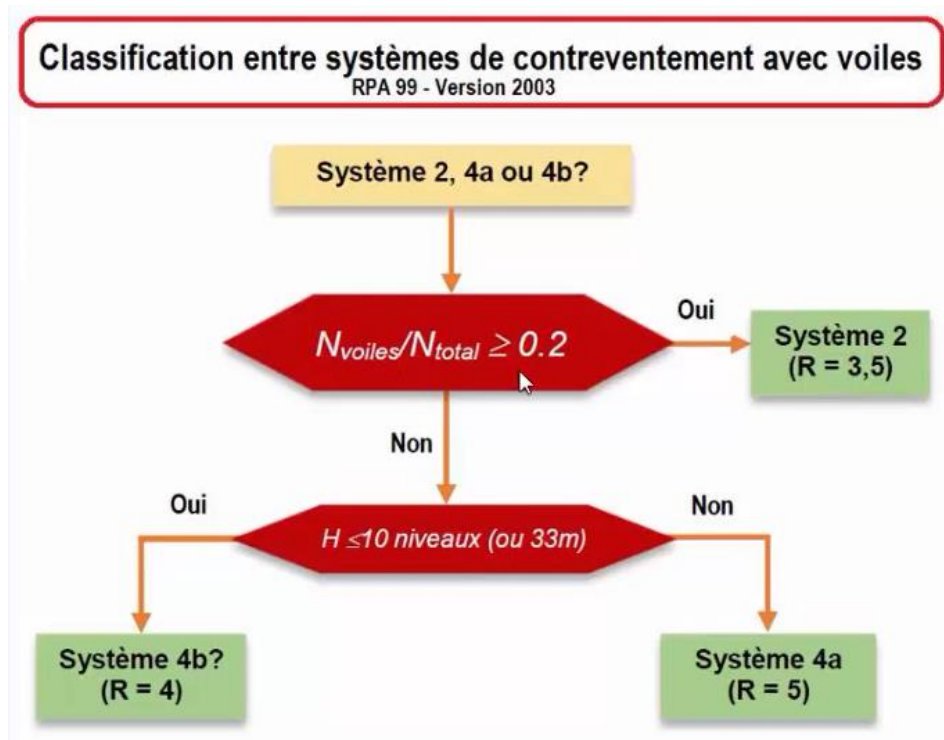 Classification entre systèmes de contreventement avec voiles
RPA 99 - Version 2003
Système 2, 4a ou 4b?
Nvoiles/Ntotal ≥ 0.2
Oui
Système 2
(R = 3,5)
Non
Oui
H ≤10 niveaux (ou 33m)
Non
Système 4b?
(R = 4)
Système 4a
(R = 5)